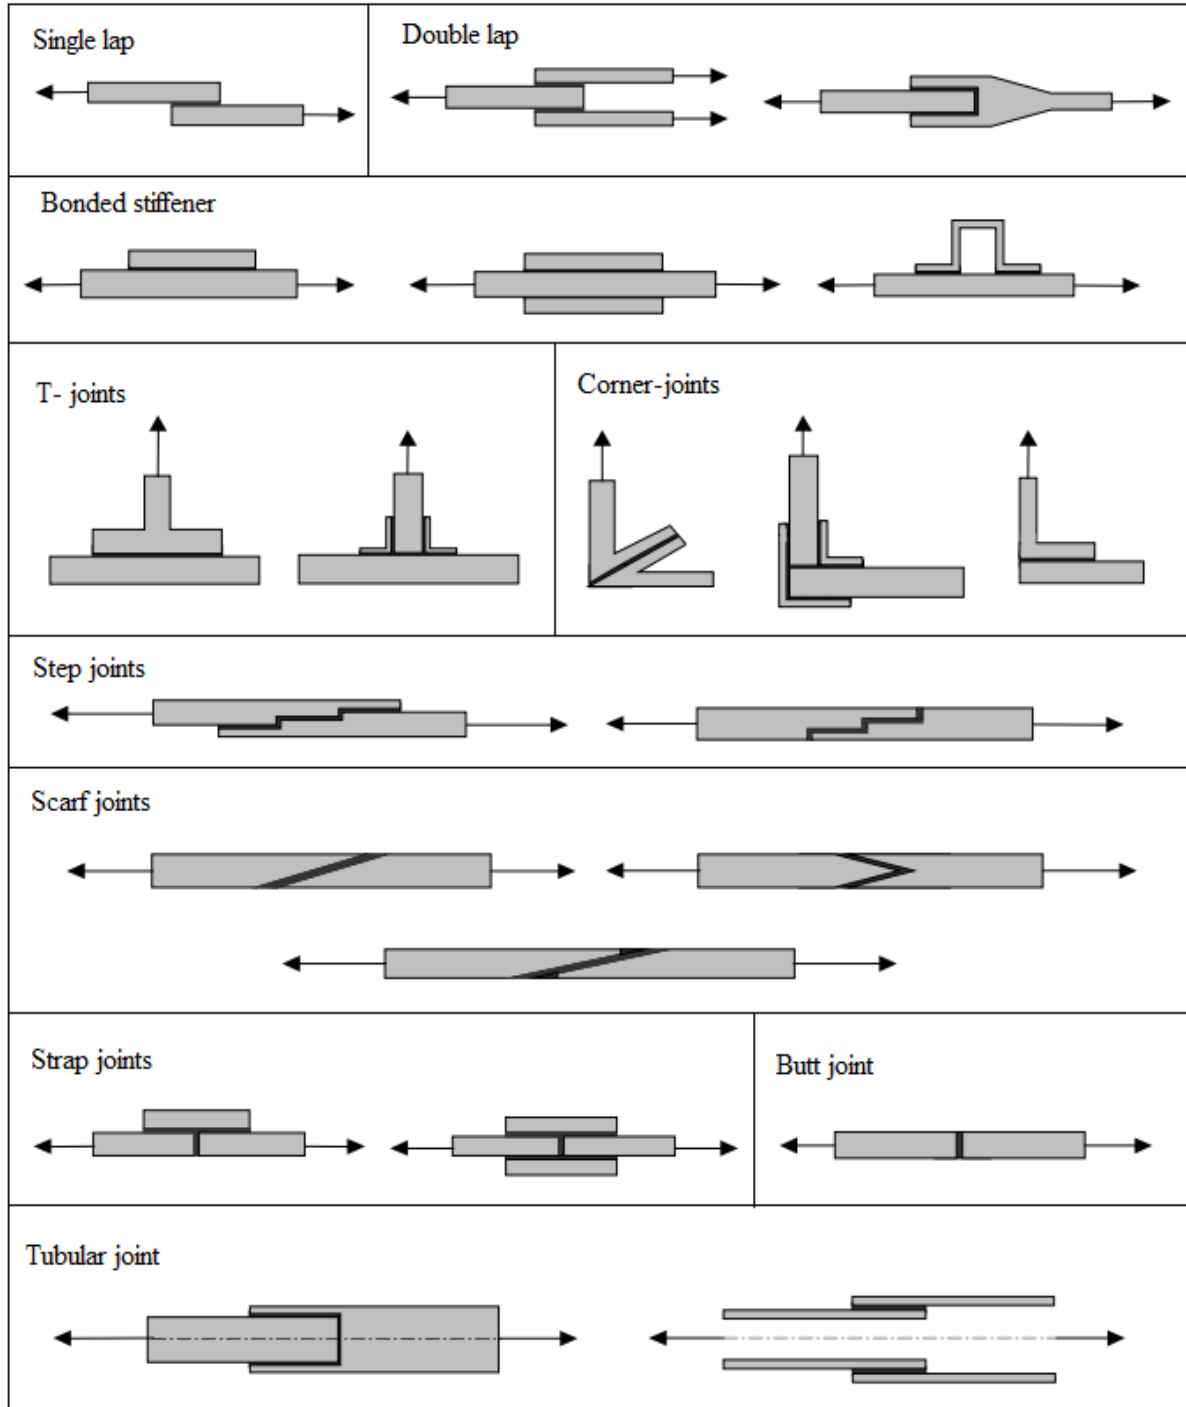 Single lap
Double lap
Bonded stiffener
T- joints
Corner-joints
Step joints
Scarf joints
Strap joints
Butt joint
Tubular joint